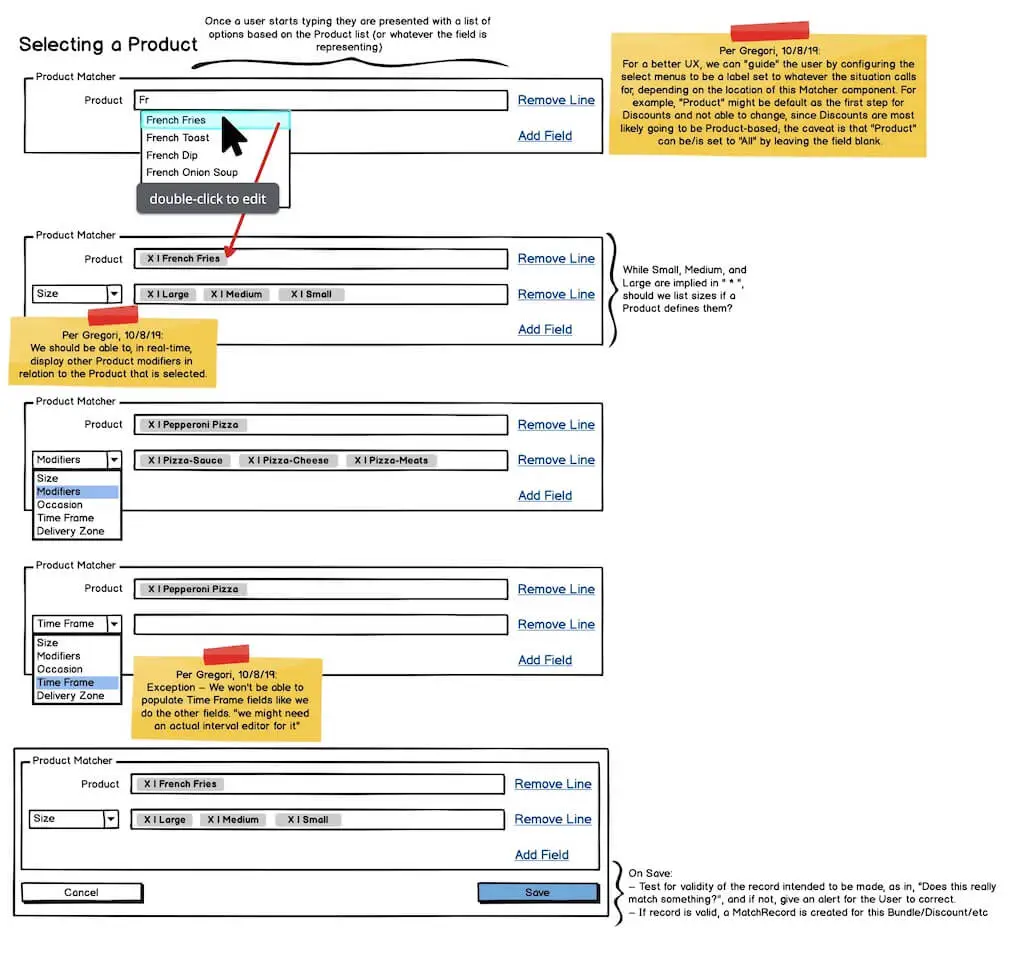 Selecting a Product
Once a user starts typing they are presented with a list of
options based on the Product list (or whatever the field is
representing)
Per Gregori, 10/8/19:
For a better UX, we can "guide" the user by configuring the
select menus to be a label set to whatever the situation calls
for, depending on the location of this Matcher component. For
example, "Product" might be default as the first step for
Discounts and not able to change, since Discounts are most
likely going to be Product-based; the caveat is that "Product"
can be/is set to "All" by leaving the field blank.
Product Matcher
Product
Fr
Remove Line
French Fries
French Toast
French Dip
French Onion Soup
Add Field
double-click to edit
Product Matcher
Product
X | French Fries
Remove Line
Size
X | Large
X | Medium
X | Small
Remove Line
Add Field
While Small, Medium, and
Large are implied in " * ",
should we list sizes if a
Product defines them?
Per Gregori, 10/8/19:
We should be able to, in real-time,
display other Product modifiers in
relation to the Product that is selected.
Product Matcher
Product
X | Pepperoni Pizza
Remove Line
Modifiers
X | Pizza-Sauce
X | Pizza-Cheese
X | Pizza-Meats
Remove Line
Size
Modifiers
Occasion
Time Frame
Delivery Zone
Add Field
Product Matcher
Product
X | Pepperoni Pizza
Remove Line
Time Frame
Remove Line
Size
Modifiers
Occasion
Time Frame
Delivery Zone
Add Field
Per Gregori, 10/8/19:
Exception – We won't be able to
populate Time Frame fields like we
do the other fields. "we might need
an actual interval editor for it"
Product Matcher
Product
X | French Fries
Remove Line
Size
X | Large
X | Medium
X | Small
Remove Line
Add Field
Cancel
Save
On Save:
– Test for validity of the record intended to be made, as in, "Does this really
match something?", and if not, give an alert for the User to correct.
– If record is valid, a MatchRecord is created for this Bundle/Discount/etc